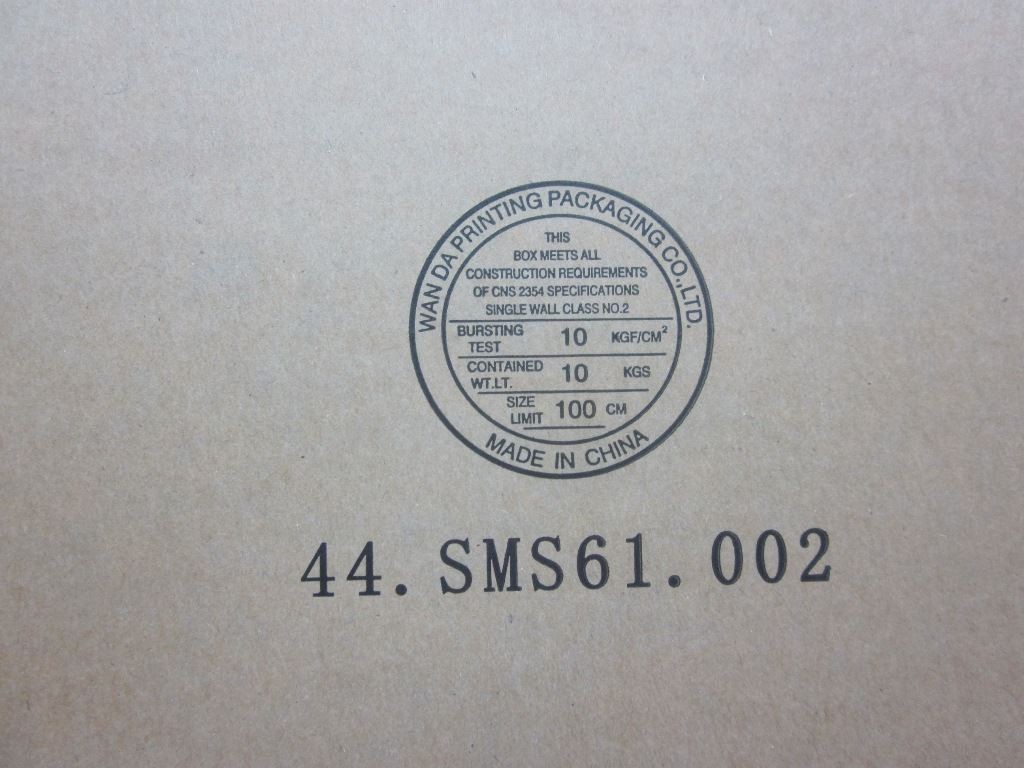 WAN DA PRINTING PACKAGING CO.,LTD.
THIS
BOX MEETS ALL
CONSTRUCTION REQUIREMENTS
OF CNS 2354 SPECIFICATIONS
SINGLE WALL CLASS NO.2
BURSTING TEST 10 KGF/CM²
CONTAINED WT.LT. 10 KGS
SIZE LIMIT 100 CM
MADE IN CHINA
44.SMS61.002